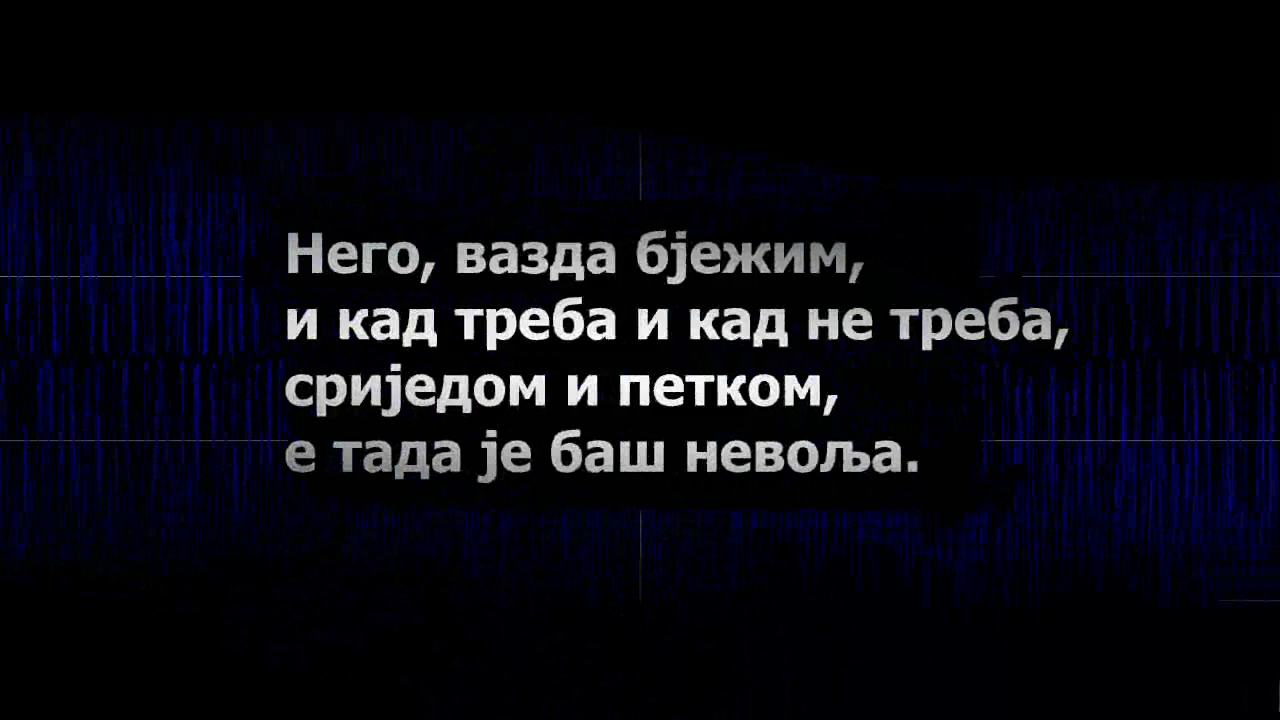 Него, вазда бјежим,
и кад треба и кад не треба,
сриједом и петком,
е тада је баш невоља.